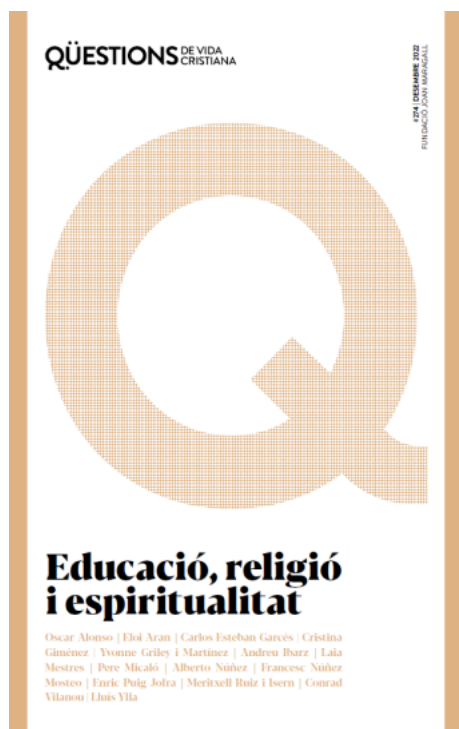 QÜESTIONS DE VIDA CRISTIANA
#274 | DESEMBRE 2022
FUNDACIÓ JOAN MARAGALL
Q
Educació, religió
i espiritualitat
Oscar Alonso | Eloi Aran | Carlos Esteban Garcés | Cristina
Giménez | Yvonne Griley i Martínez | Andreu Ibarz | Laia
Mestres | Pere Micaló | Alberto Núñez | Francesc Núñez
Mosteo | Enric Puig Jofra | Meritxell Ruiz i Isern | Conrad
Vilanou | Lluís Ylla